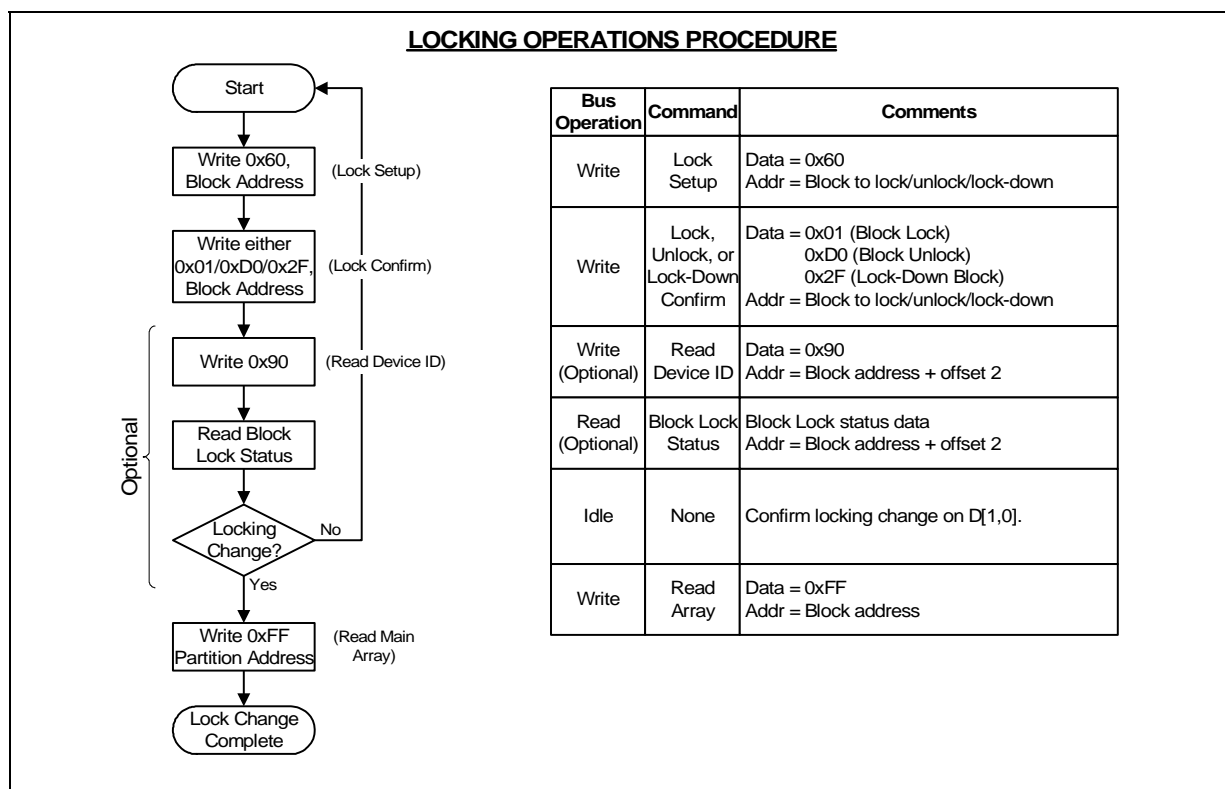 LOCKING OPERATIONS PROCEDURE
Start
Write 0x60,
Block Address
(Lock Setup)
Write either
0x01/0xD0/0x2F,
Block Address
(Lock Confirm)
Optional
Write 0x90
(Read Device ID)
Read Block
Lock Status
Locking
Change?
No
Yes
Write 0xFF
Partition Address
(Read Main
Array)
Lock Change
Complete
Bus
Operation
Command
Comments
Write
Lock
Setup
Data = 0x60
Addr = Block to lock/unlock/lock-down
Write
Lock,
Unlock, or
Lock-Down
Confirm
Data = 0x01 (Block Lock)
0xD0 (Block Unlock)
0x2F (Lock-Down Block)
Addr = Block to lock/unlock/lock-down
Write
(Optional)
Read
Device ID
Data = 0x90
Addr = Block address + offset 2
Read
(Optional)
Block Lock
Status
Block Lock status data
Addr = Block address + offset 2
Idle
None
Confirm locking change on D[1,0].
Write
Read
Array
Data = 0xFF
Addr = Block address